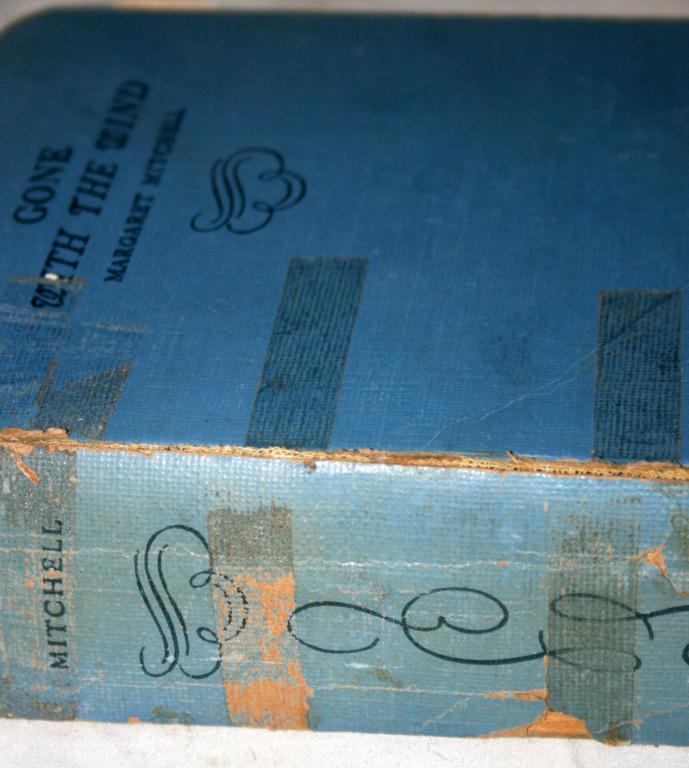 GONE
WITH THE WIND
MARGARET MITCHELL
MITCHELL